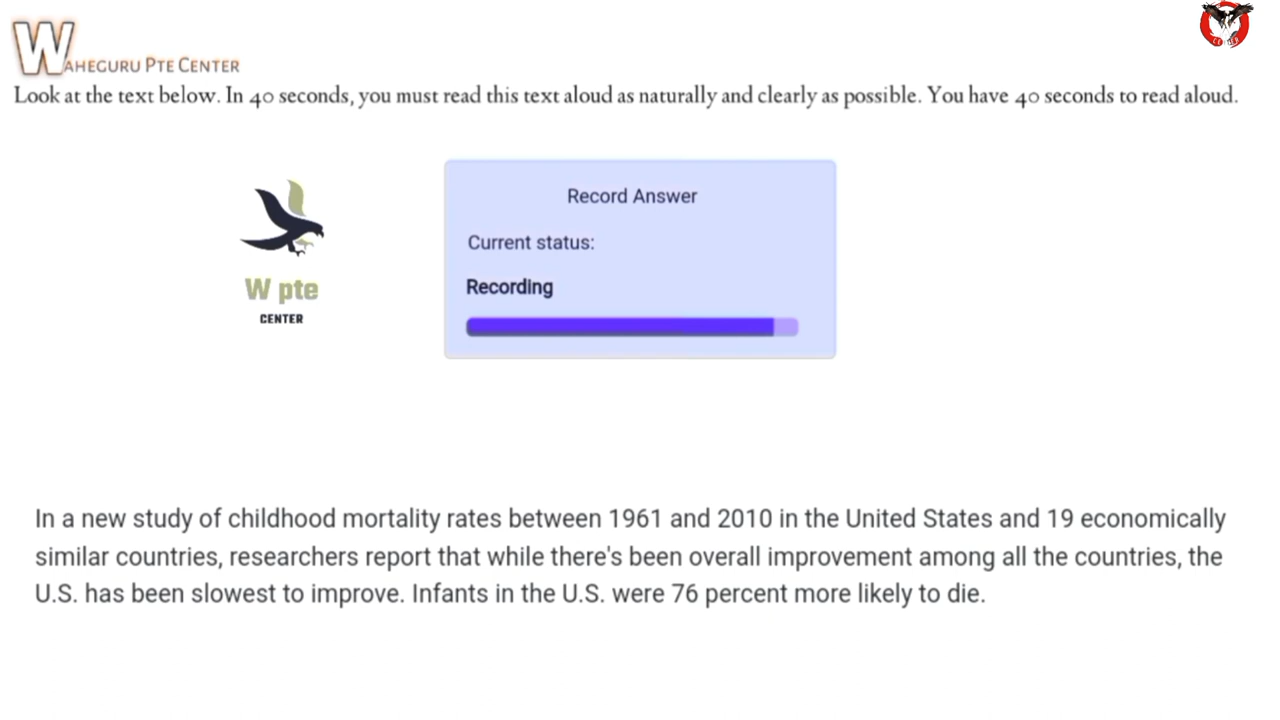 WAHEGURU PTE CENTER
Look at the text below. In 40 seconds, you must read this text aloud as naturally and clearly as possible. You have 40 seconds to read aloud.
Record Answer
Current status:
Recording
W pte
CENTER
In a new study of childhood mortality rates between 1961 and 2010 in the United States and 19 economically
similar countries, researchers report that while there's been overall improvement among all the countries, the
U.S. has been slowest to improve. Infants in the U.S. were 76 percent more likely to die.